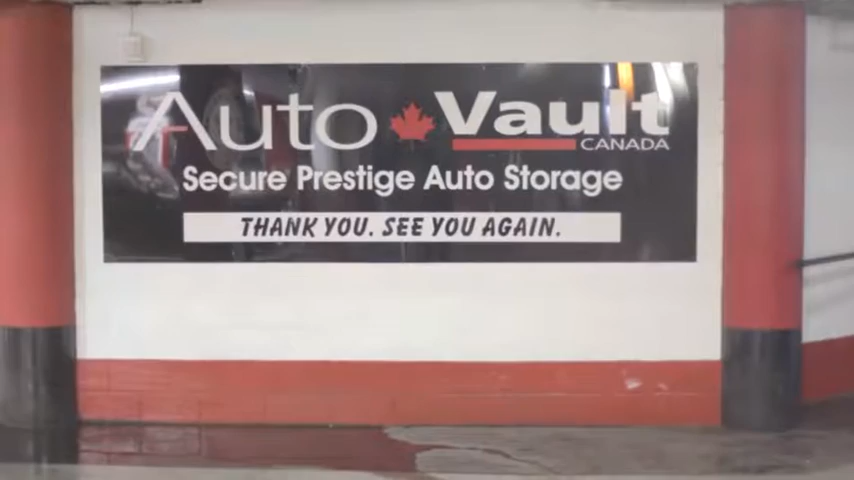 Auto Vault
CANADA
Secure Prestige Auto Storage
THANK YOU. SEE YOU AGAIN.